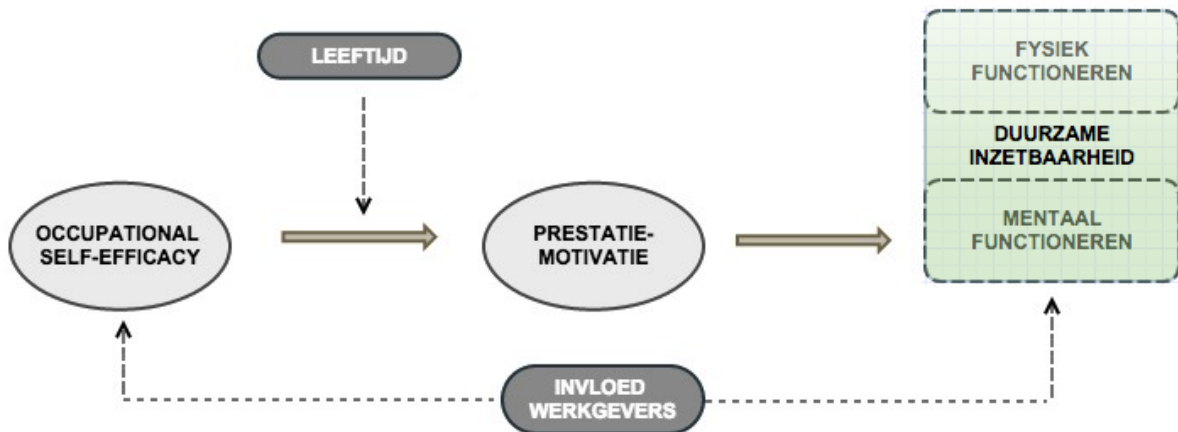 LEEFTIJD
FYSIEK
FUNCTIONEREN
DUURZAME
INZETBAARHEID
MENTAAL
FUNCTIONEREN
OCCUPATIONAL
SELF-EFFICACY
PRESTATIE-
MOTIVATIE
INVLOED
WERKGEVERS